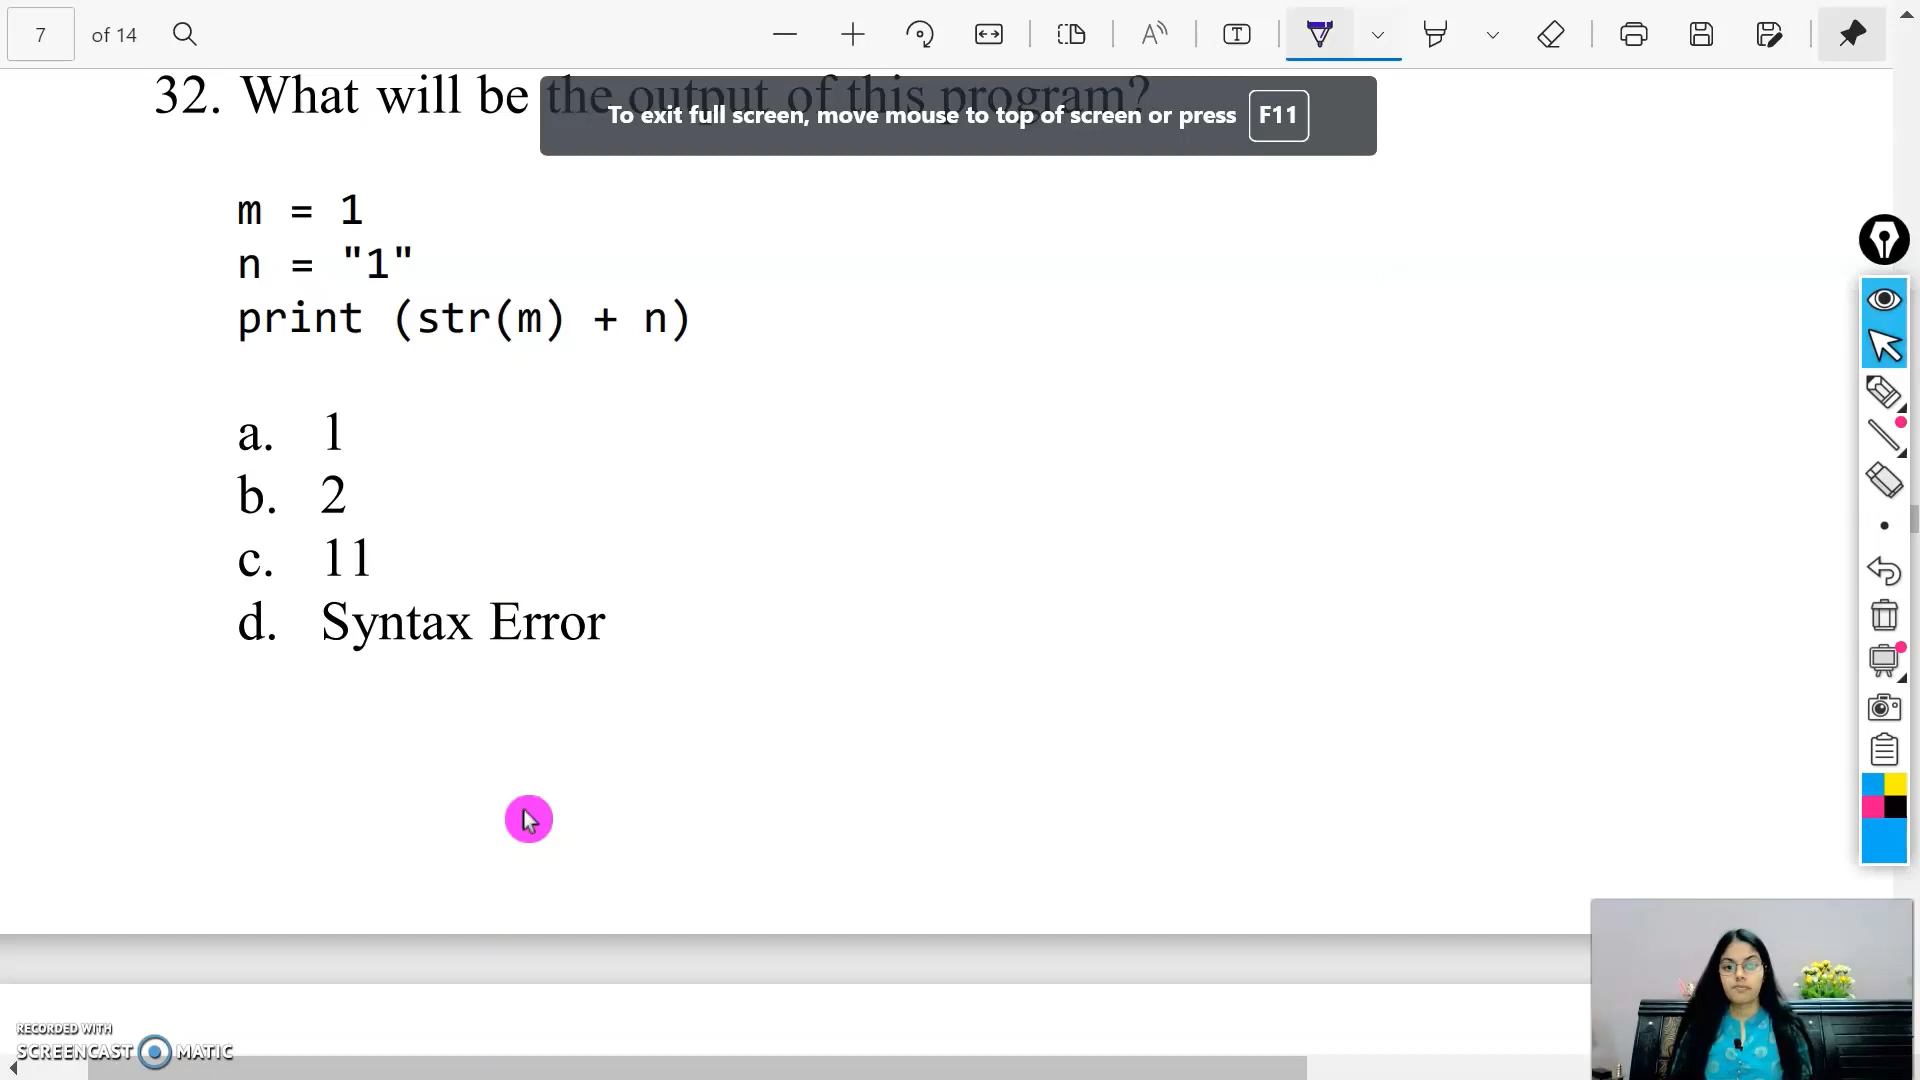 7 of 14
32. What will be the output of this program?
To exit full screen, move mouse to top of screen or press F11
m = 1
n = "1"
print (str(m) + n)
a. 1
b. 2
c. 11
d. Syntax Error
RECORDED WITH
SCREENCAST MATIC